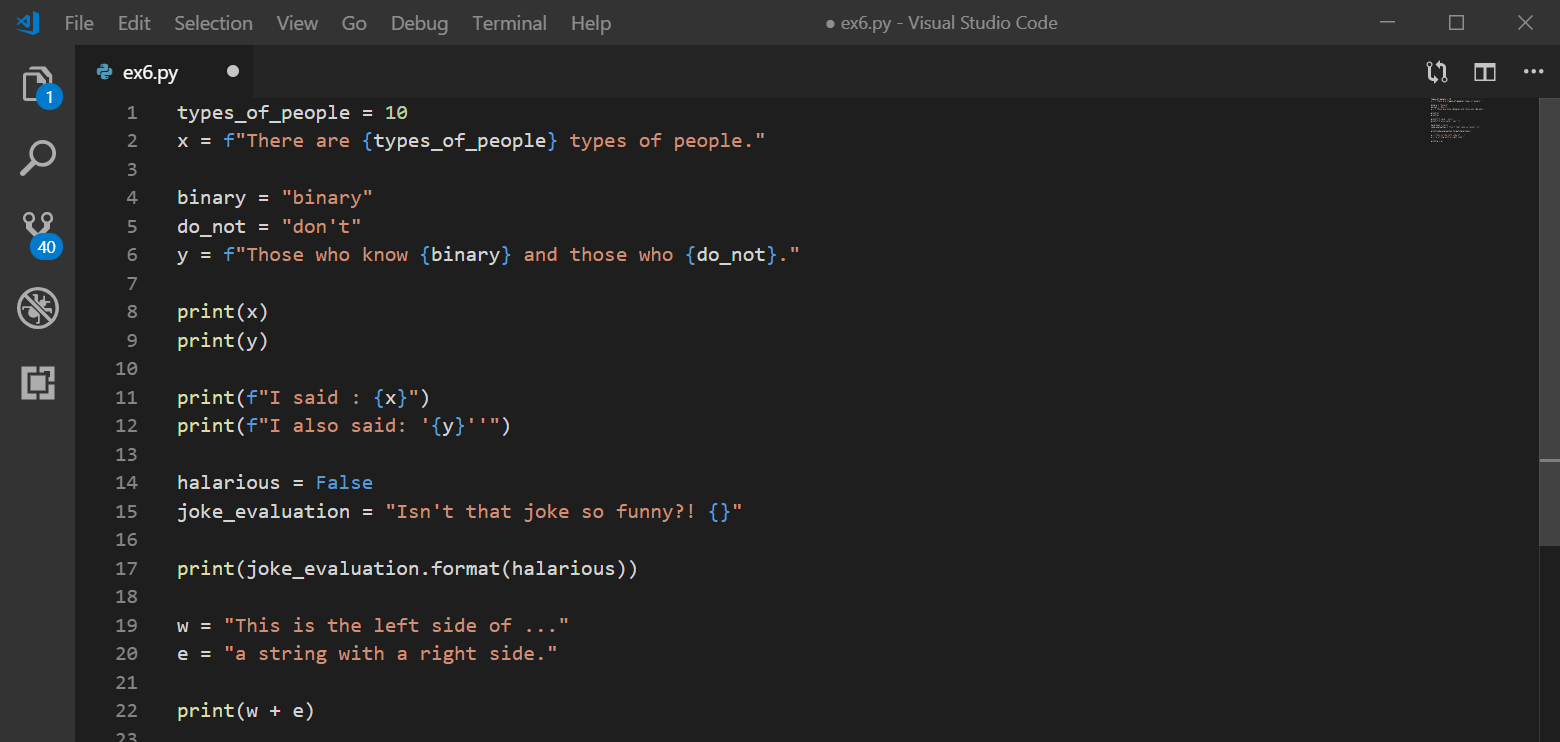 File Edit Selection View Go Debug Terminal Help ● ex6.py - Visual Studio Code
ex6.py
1
40
1 types_of_people = 10
2 x = f"There are {types_of_people} types of people."
3
4 binary = "binary"
5 do_not = "don't"
6 y = f"Those who know {binary} and those who {do_not}."
7
8 print(x)
9 print(y)
10
11 print(f"I said : {x}")
12 print(f"I also said: '{y}''")
13
14 halarious = False
15 joke_evaluation = "Isn't that joke so funny?! {}"
16
17 print(joke_evaluation.format(halarious))
18
19 w = "This is the left side of ..."
20 e = "a string with a right side."
21
22 print(w + e)
23